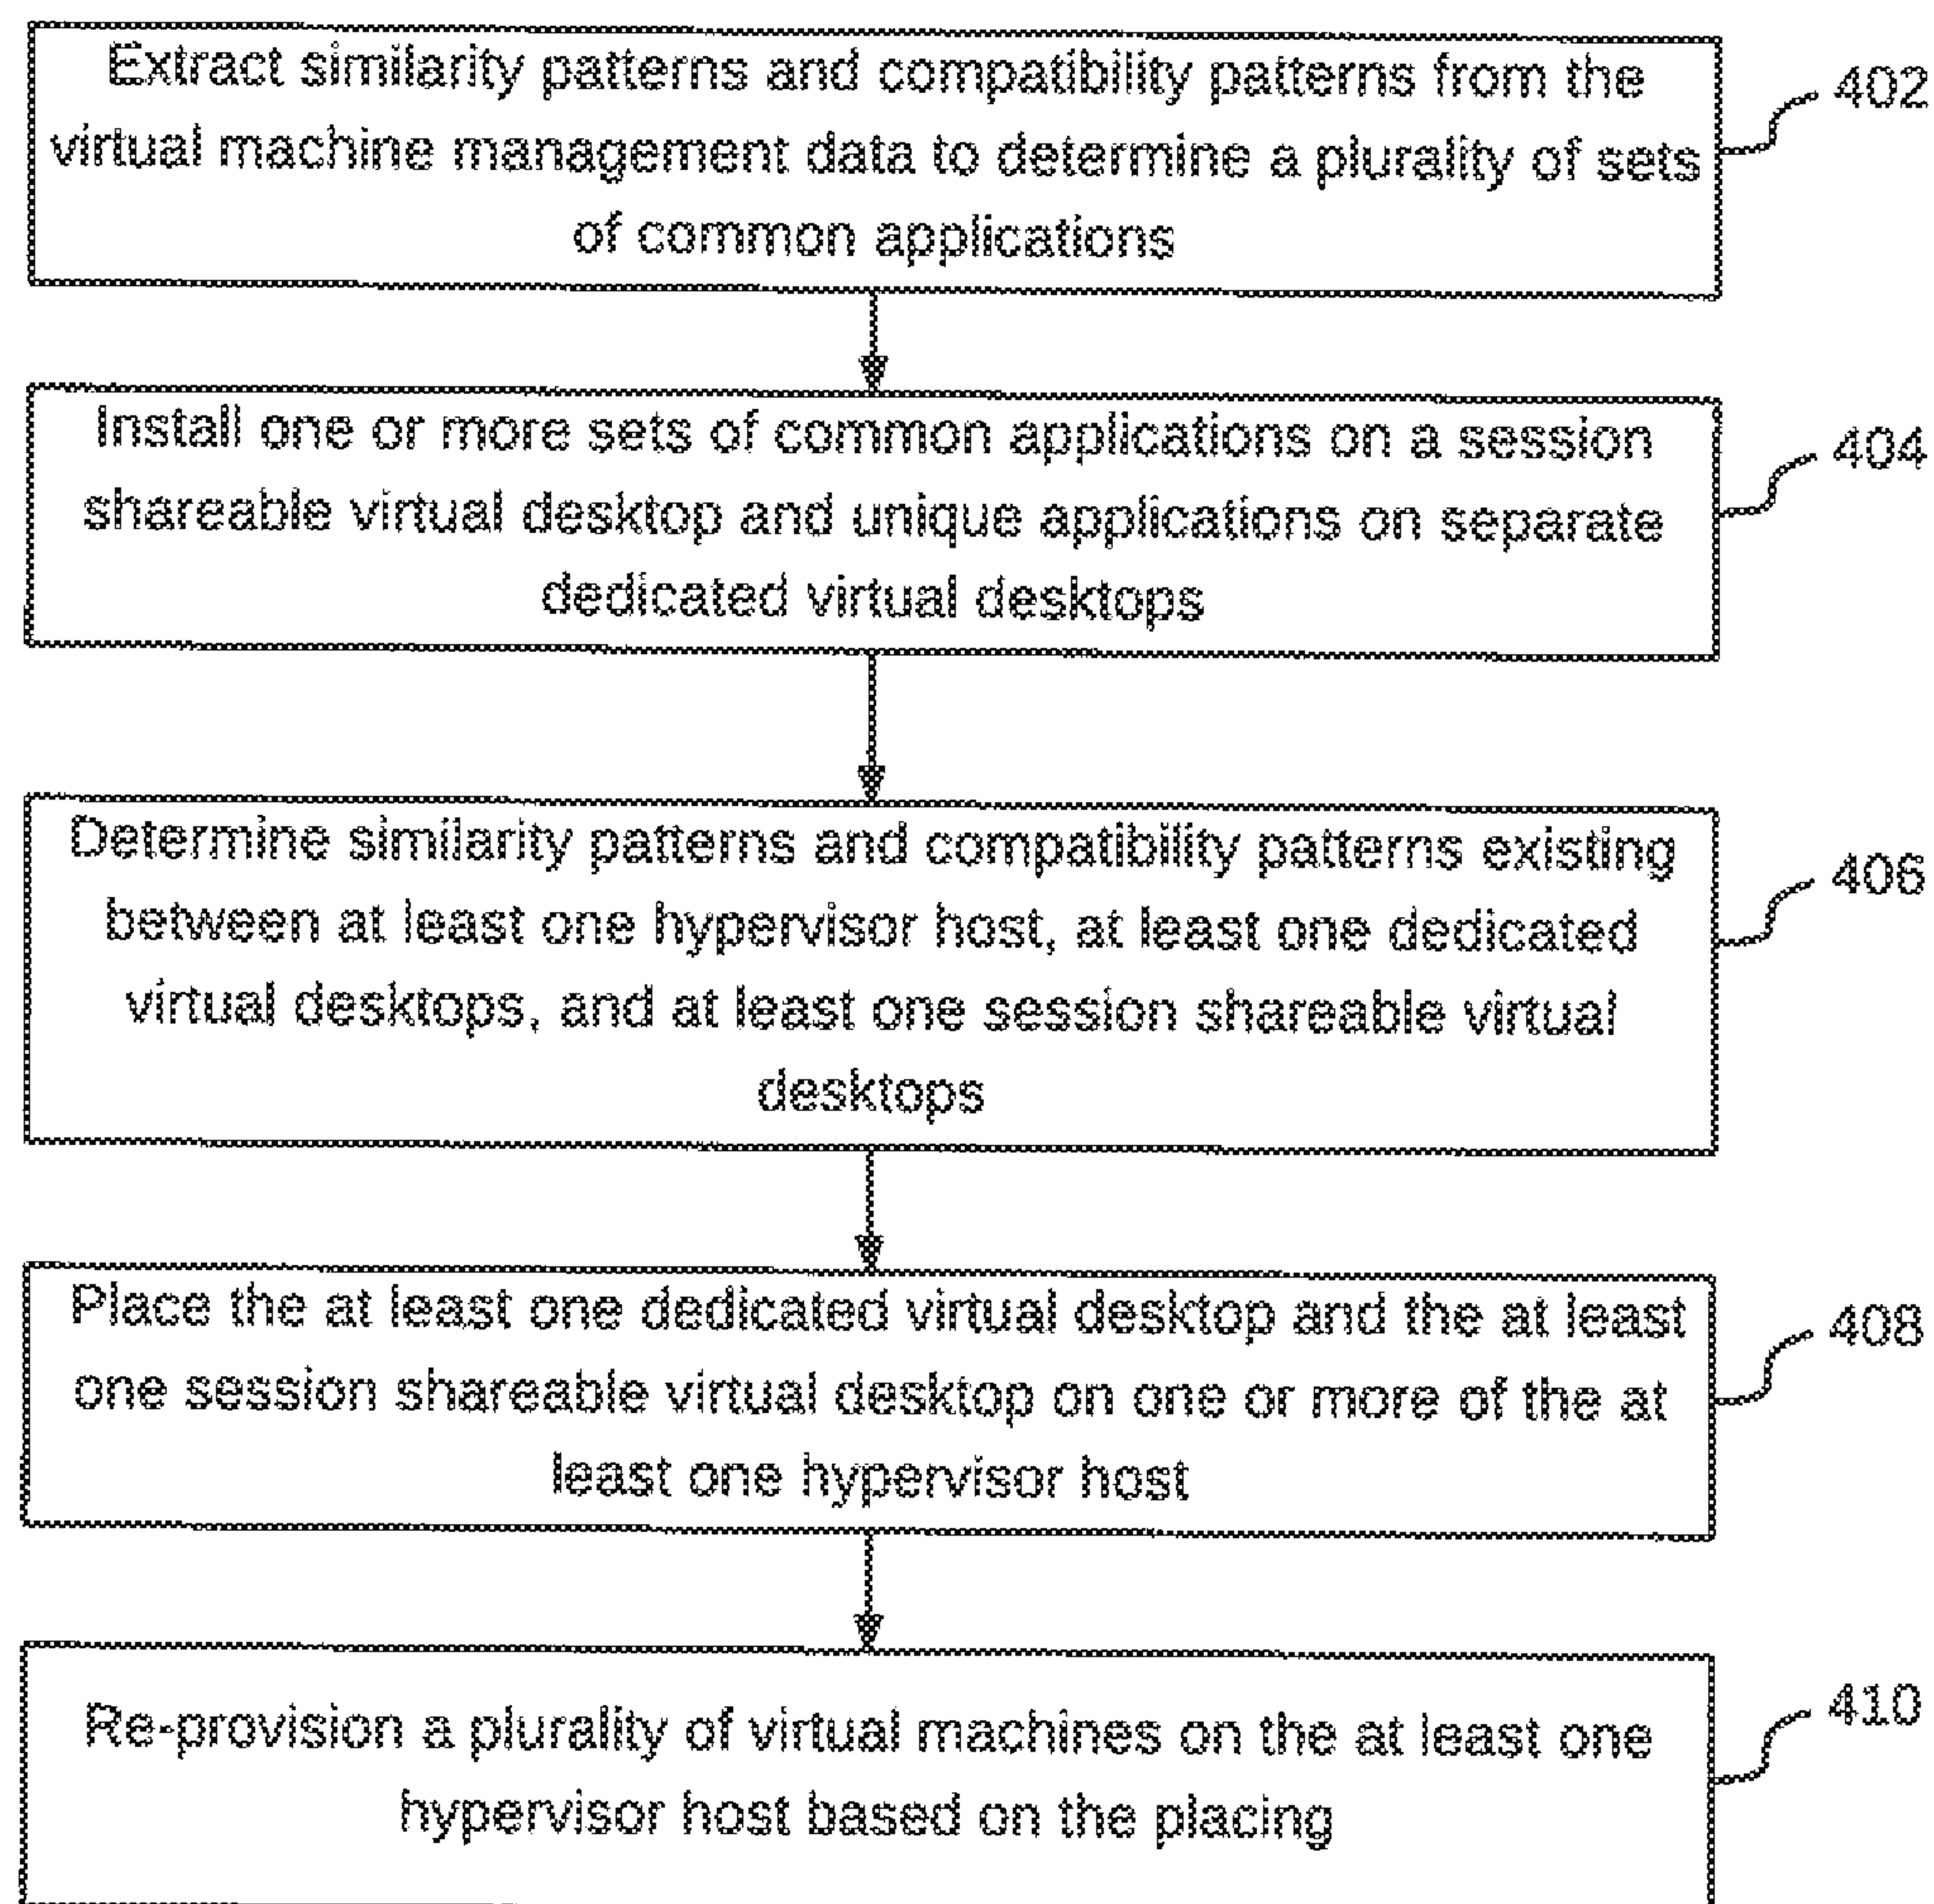 Extract similarity patterns and compatibility patterns from the
virtual machine management data to determine a plurality of sets
of common applications
402
Install one or more sets of common applications on a session
shareable virtual desktop and unique applications on separate
dedicated virtual desktops
404
Determine similarity patterns and compatibility patterns existing
between at least one hypervisor host, at least one dedicated
virtual desktops, and at least one session shareable virtual
desktops
406
Place the at least one dedicated virtual desktop and the at least
one session shareable virtual desktop on one or more of the at
least one hypervisor host
408
Re-provision a plurality of virtual machines on the at least one
hypervisor host based on the placing
410